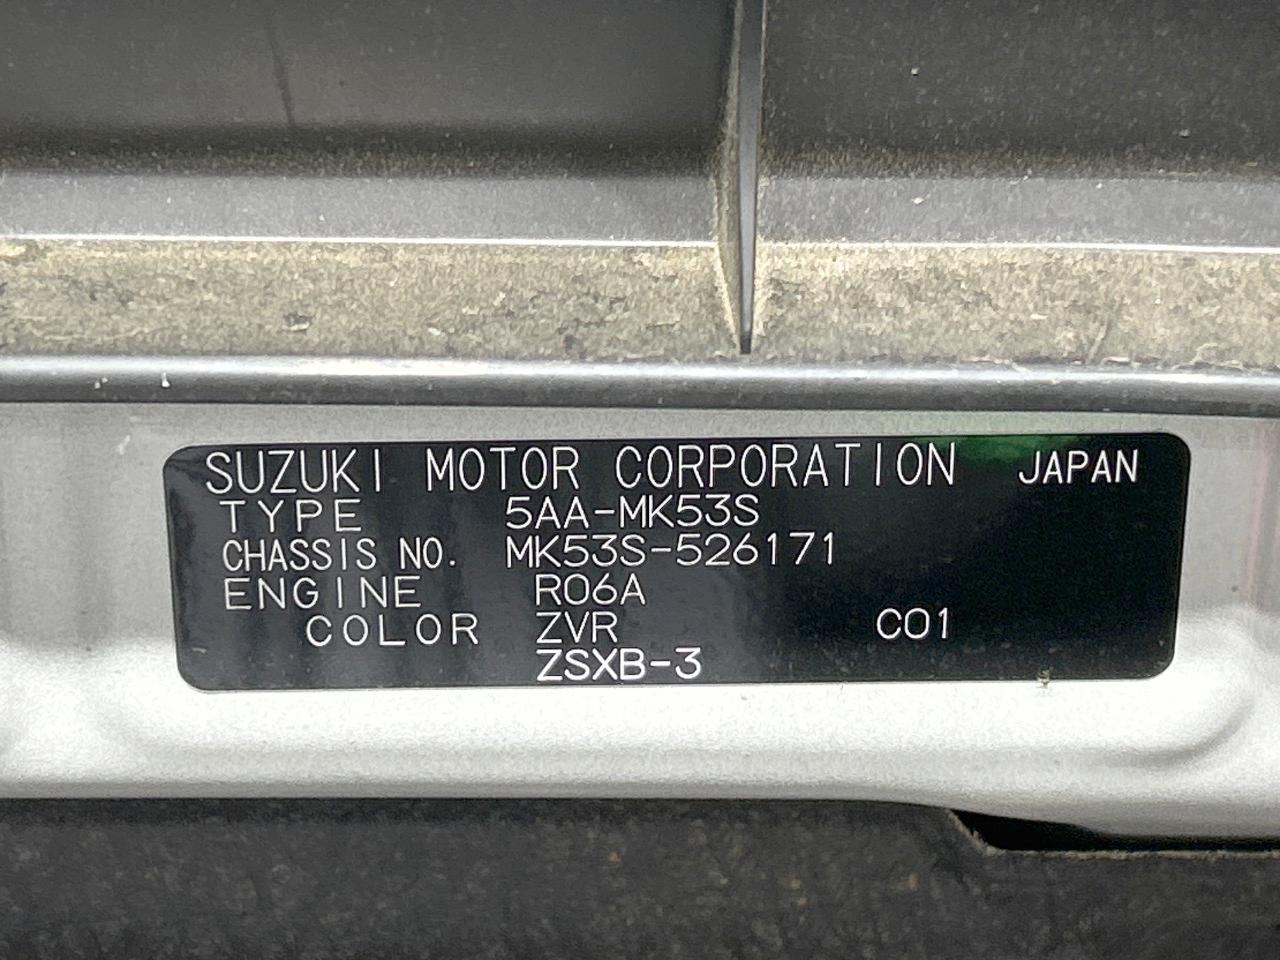 SUZUKI MOTOR CORPORATION JAPAN
TYPE 5AA-MK53S
CHASSIS NO. MK53S-526171
ENGINE R06A
COLOR ZVR C01
ZSXB-3